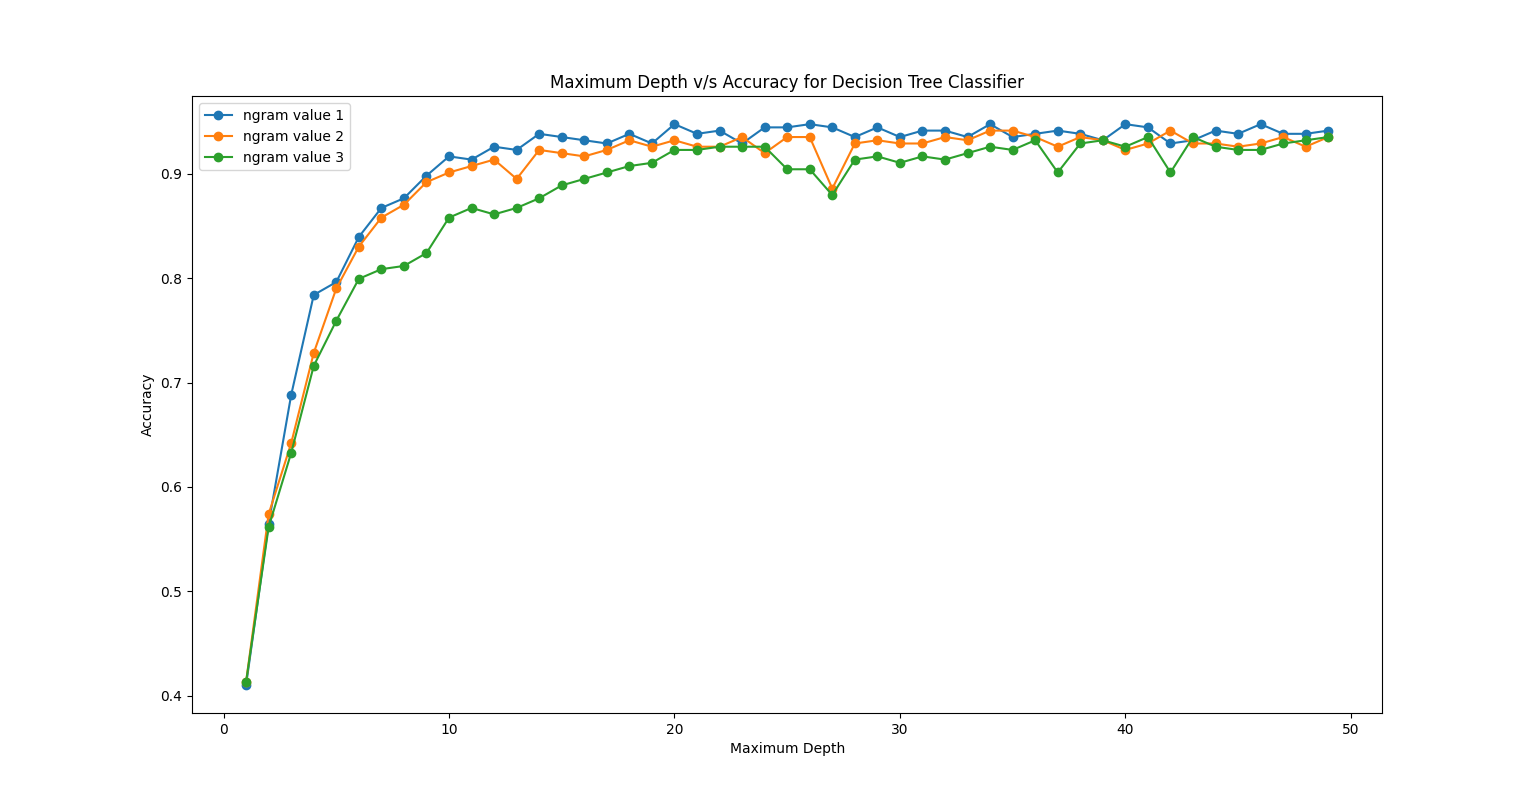 Maximum Depth v/s Accuracy for Decision Tree Classifier
ngram value 1
ngram value 2
ngram value 3
0.9
0.8
0.7
0.6
0.5
0.4
Accuracy
0 10 20 30 40 50
Maximum Depth